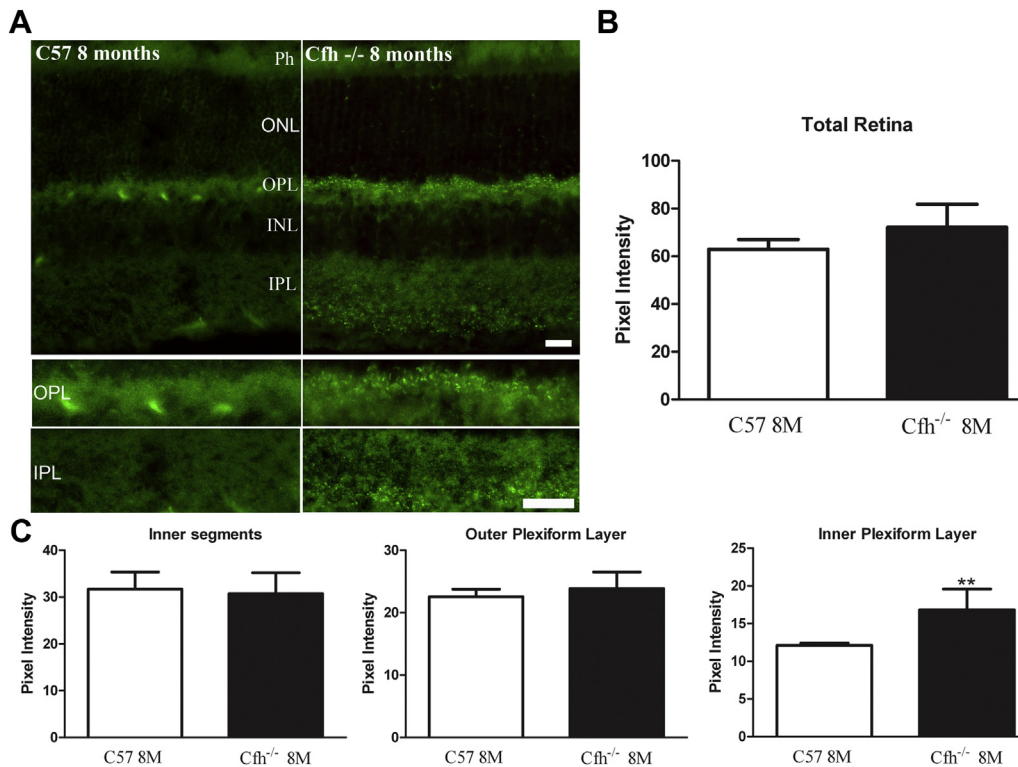 A
C57 8 months
Cfh -/- 8 months
Ph
ONL
OPL
INL
IPL
OPL
IPL
B
Total Retina
Pixel Intensity
100
80
60
40
20
0
C57 8M
Cfh-/- 8M
C
Inner segments
Pixel Intensity
40
30
20
10
0
C57 8M
Cfh-/- 8M
Outer Plexiform Layer
Pixel Intensity
30
20
10
0
C57 8M
Cfh-/- 8M
Inner Plexiform Layer
Pixel Intensity
25
20
15
10
5
0
**
C57 8M
Cfh-/- 8M